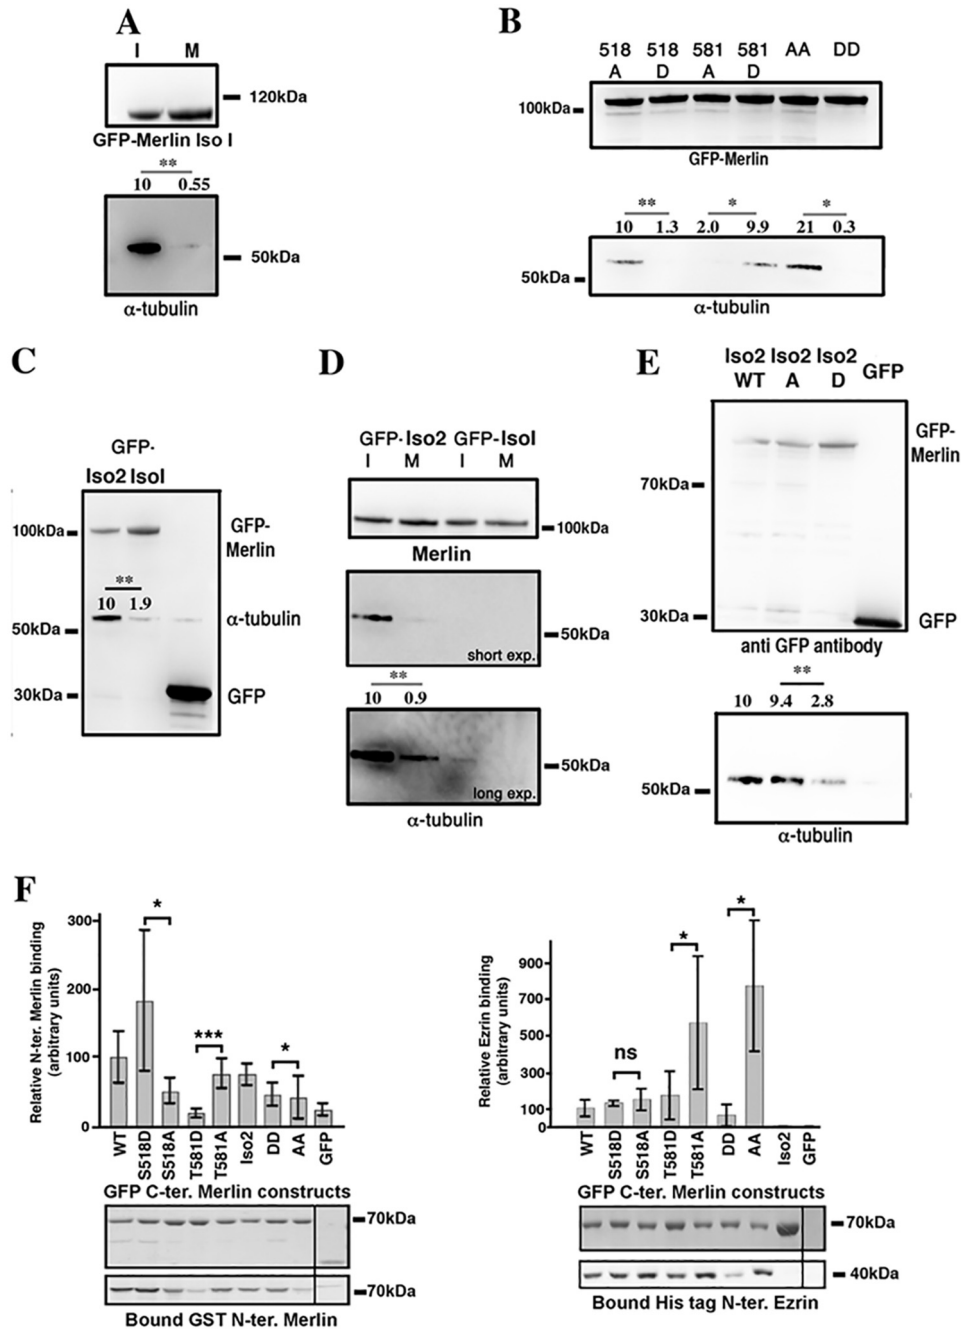 A
I M
120kDa
GFP-Merlin Iso I
**
10 0.55
50kDa
α-tubulin
B
518 518 581 581 AA DD
A D A D
100kDa
GFP-Merlin
** * *
10 1.3 2.0 9.9 21 0.3
50kDa
α-tubulin
C
GFP-
Iso2 IsoI
100kDa
GFP-
Merlin
**
10 1.9
50kDa
α-tubulin
30kDa
GFP
D
GFP-Iso2 GFP-IsoI
I M I M
100kDa
Merlin
50kDa
short exp.
**
10 0.9
50kDa
long exp.
α-tubulin
E
Iso2 Iso2 Iso2 GFP
WT A D
GFP-
Merlin
70kDa
30kDa
GFP
anti GFP antibody
**
10 9.4 2.8
50kDa
α-tubulin
F
Relative N-ter. Merlin binding
(arbitrary units)
300
200
100
0
* *** *
WT S518D S518A T581D T581A Iso2 DD AA GFP
GFP C-ter. Merlin constructs
70kDa
70kDa
Bound GST N-ter. Merlin
Relative Ezrin binding
(arbitrary units)
900
700
500
300
100
0
ns * *
WT S518D S518A T581D T581A DD AA Iso2 GFP
GFP C-ter. Merlin constructs
70kDa
40kDa
Bound His tag N-ter. Ezrin